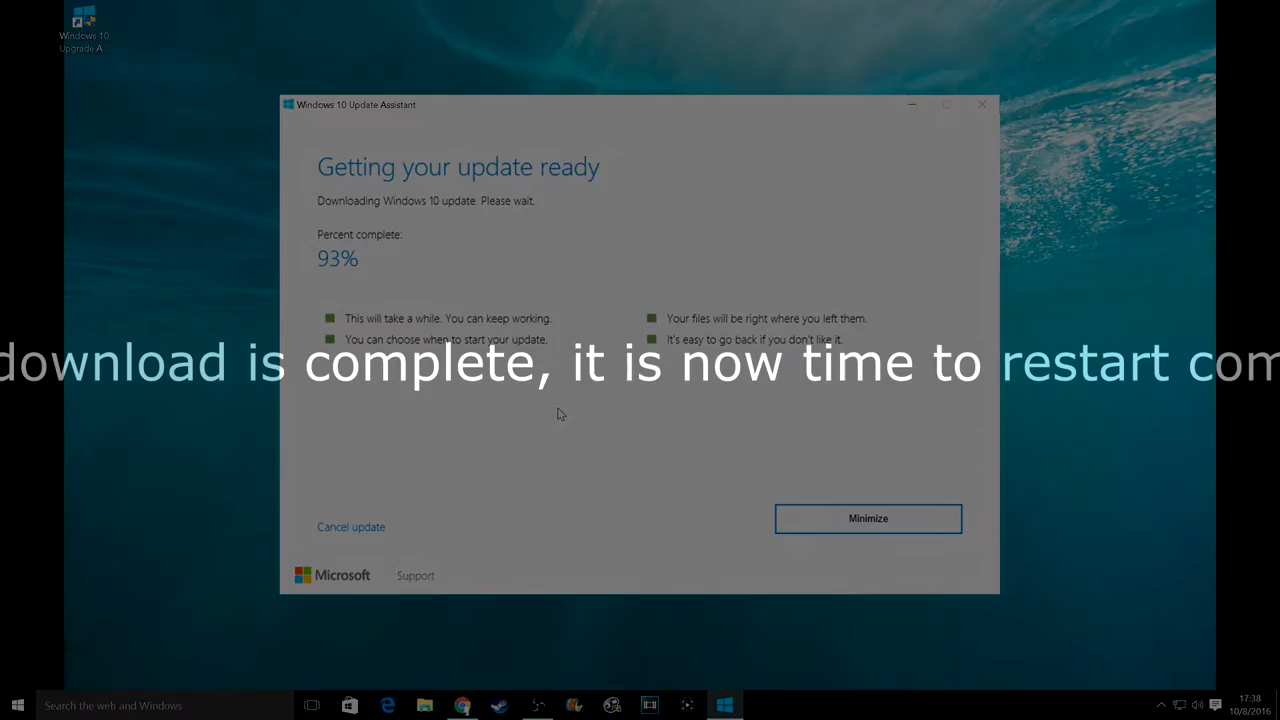 Windows 10
Upgrade A...
Windows 10 Update Assistant
Getting your update ready
Downloading Windows 10 update. Please wait.
Percent complete:
93%
This will take a while. You can keep working.
Your files will be right where you left them.
You can choose when to start your update.
It's easy to go back if you don't like it.
download is complete, it is now time to restart com
Cancel update
Minimize
Microsoft
Support
Search the web and Windows
17:38
10/8/2016